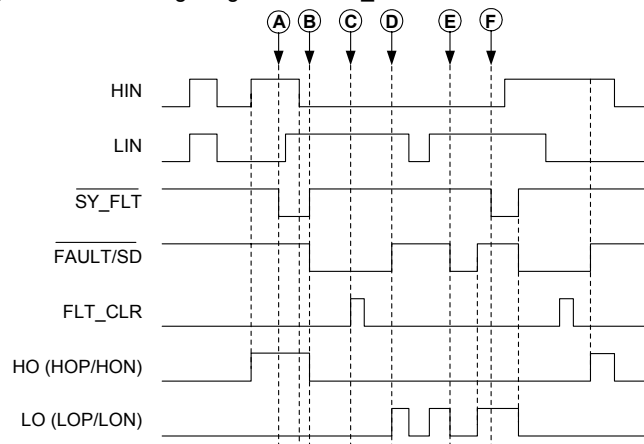 A B C D E F
HIN
LIN
SY_FLT
FAULT/SD
FLT_CLR
HO (HOP/HON)
LO (LOP/LON)